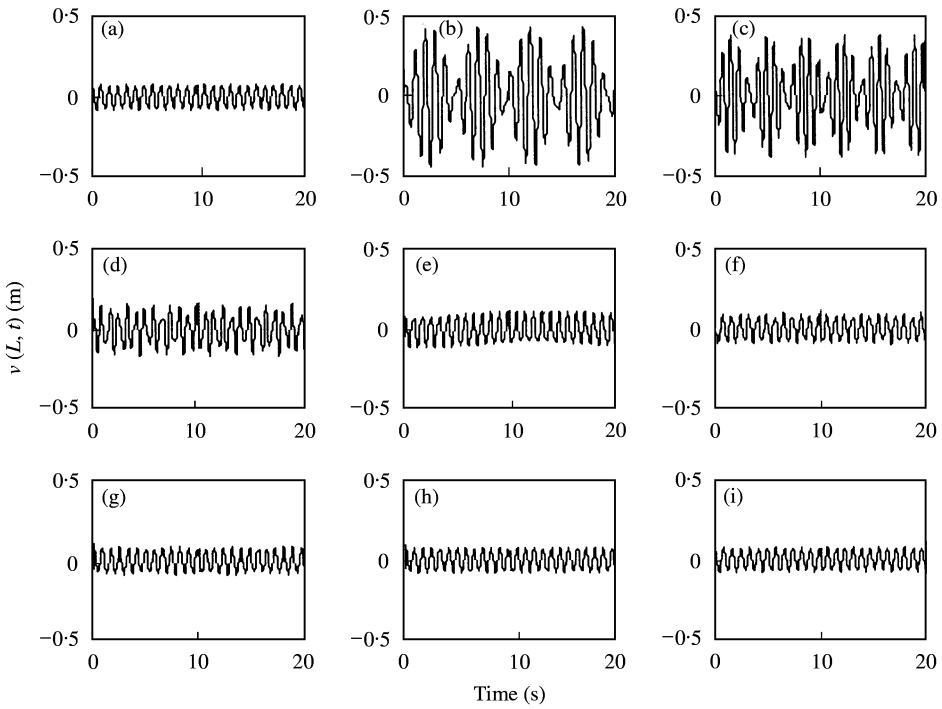 0·5 (a) 0·5 (b) 0·5 (c)
0 0 0
−0·5 −0·5 −0·5
0 10 20 0 10 20 0 10 20
0·5 (d) 0·5 (e) 0·5 (f)
v (L, t) (m)
0 0 0
−0·5 −0·5 −0·5
0 10 20 0 10 20 0 10 20
0·5 (g) 0·5 (h) 0·5 (i)
0 0 0
−0·5 −0·5 −0·5
0 10 20 0 10 20 0 10 20
Time (s)